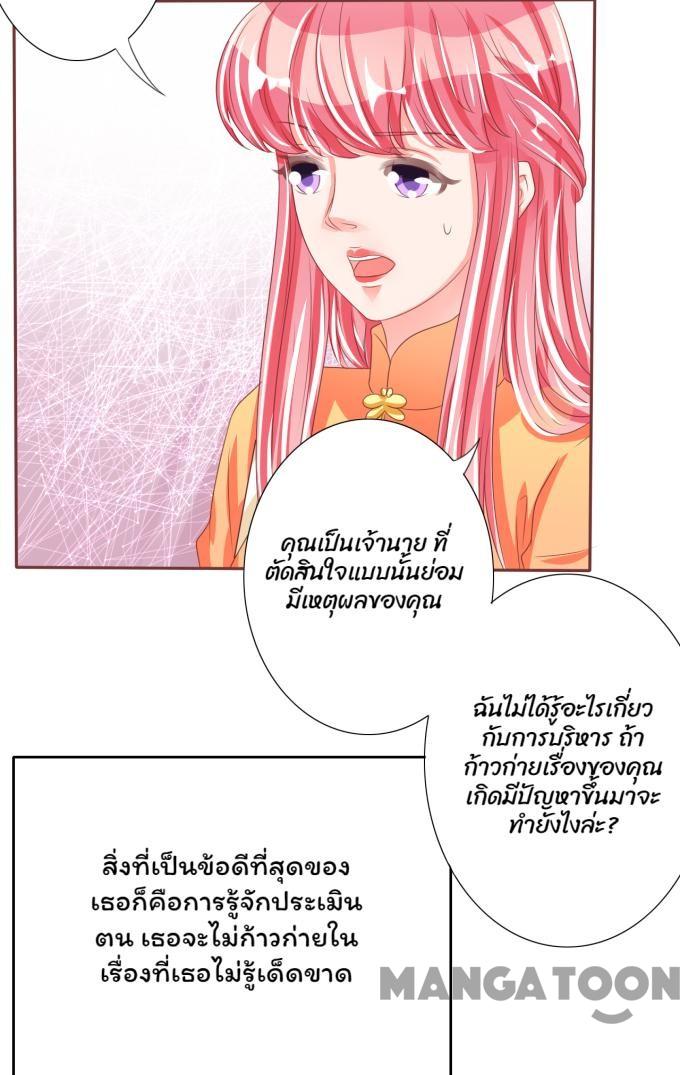 คุณเป็นเจ้านาย ที่
ตัดสินใจแบบนั้นย่อม
มีเหตุผลของคุณ
ฉันไม่ได้รู้อะไรเกี่ยว
กับการบริหาร ถ้า
ก้าวก่ายเรื่องของคุณ
เกิดมีปัญหาขึ้นมาจะ
ทำยังไงล่ะ?
สิ่งที่เป็นข้อดีที่สุดของ
เธอก็คือการรู้จักประเมิน
ตน เธอจะไม่ก้าวก่ายใน
เรื่องที่เธอไม่รู้เด็ดขาด
MANGATOON